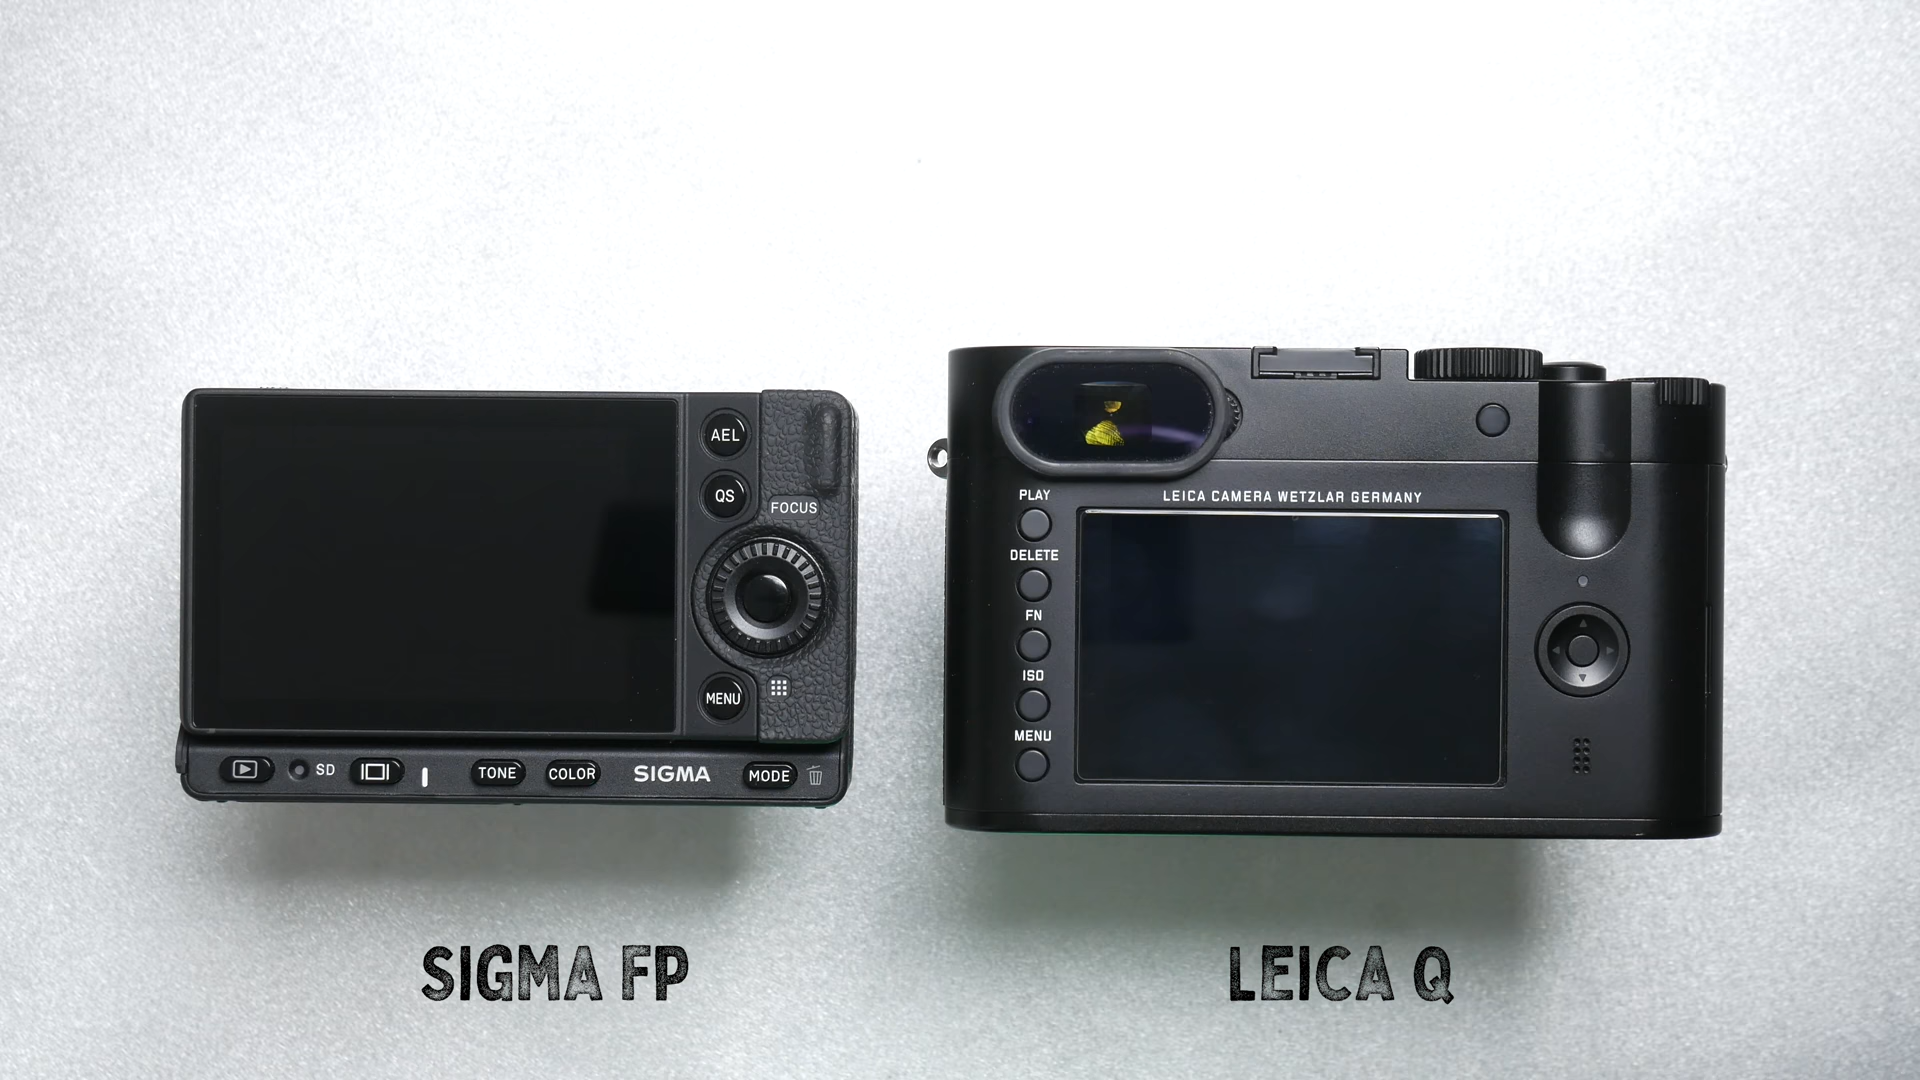 AEL
QS
FOCUS
MENU
SD
TONE
COLOR
SIGMA
MODE
PLAY
LEICA CAMERA WETZLAR GERMANY
DELETE
FN
ISO
MENU
SIGMA FP
LEICA Q